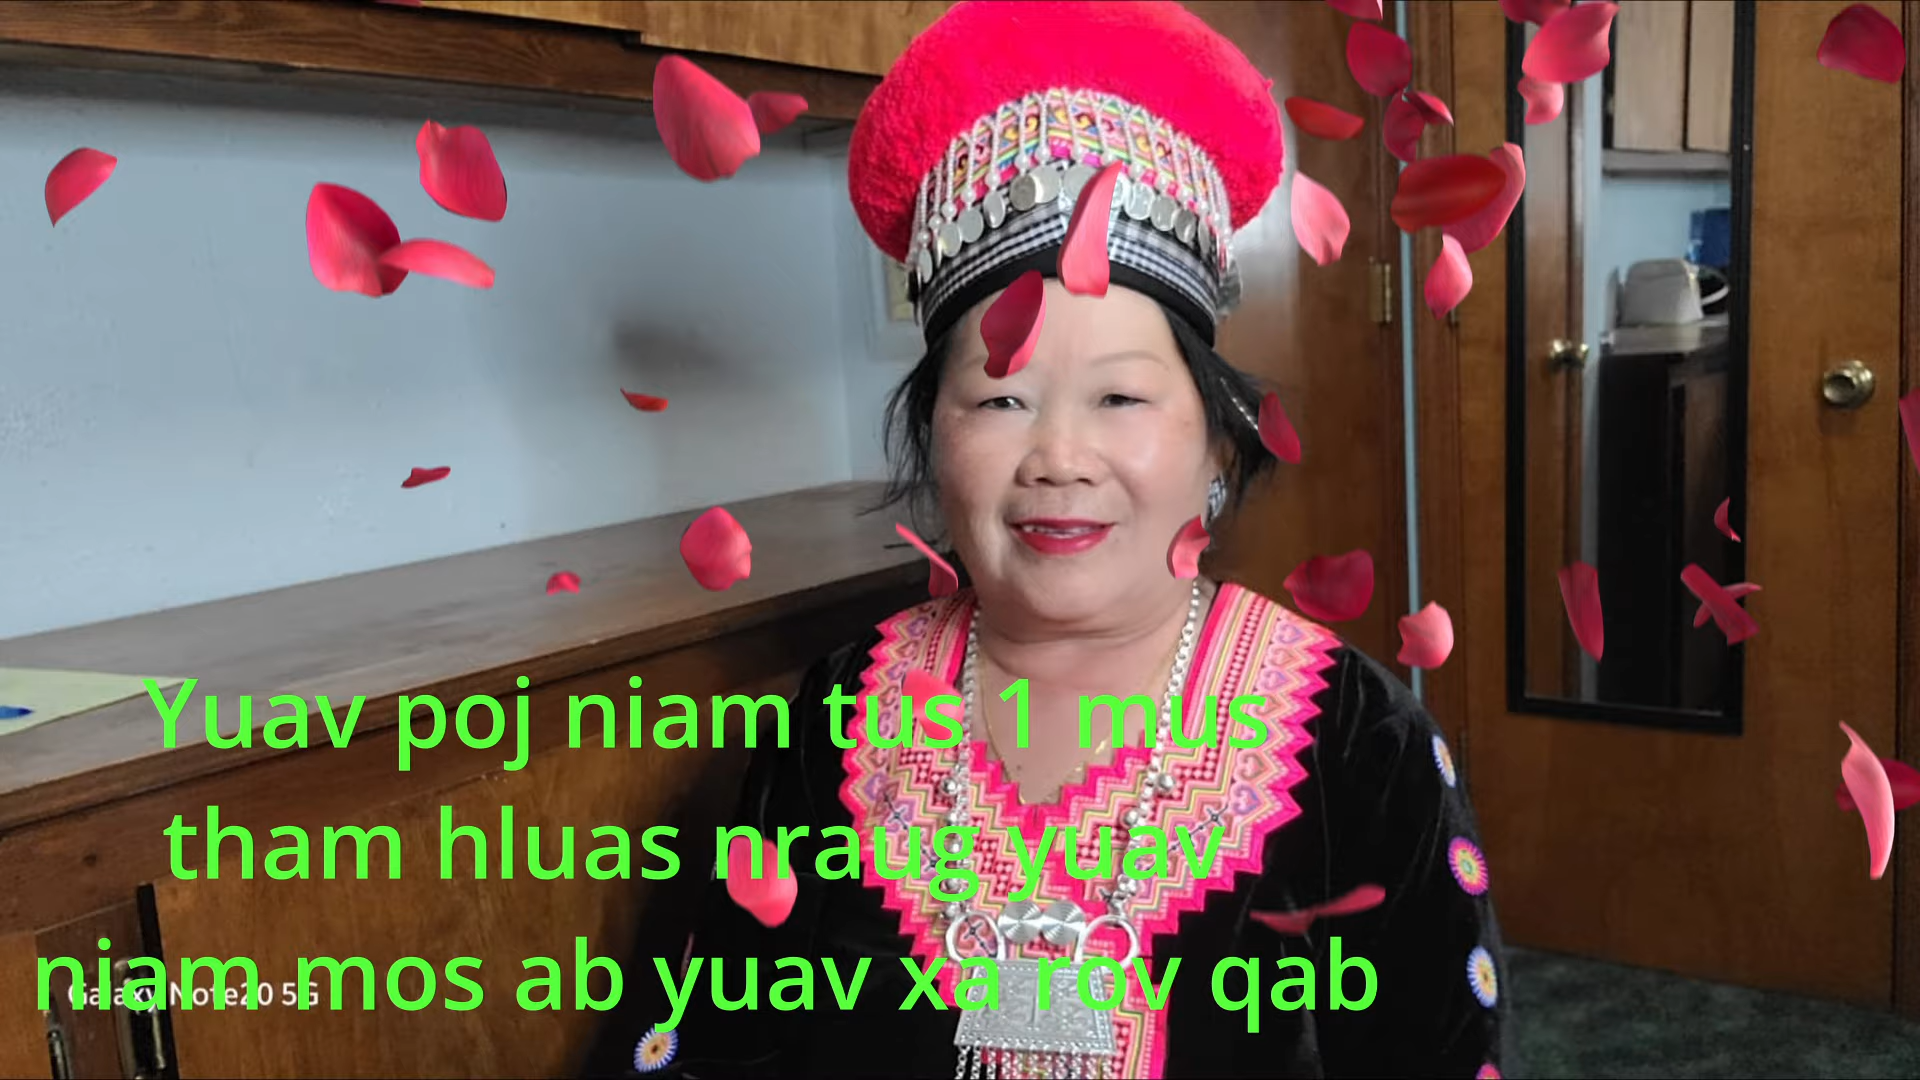 Yuav poj niam tus 1 mus
tham hluas nraug yuav
niam mos ab yuav xa rov qab
Galaxy Note20 5G